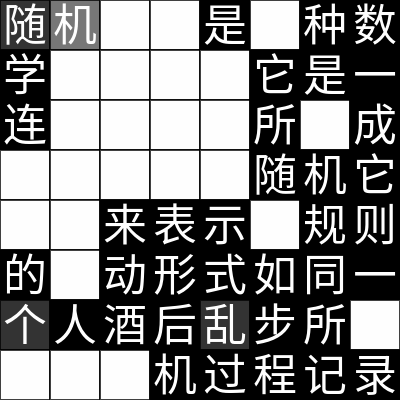 随机 是 种数
学 它是一
连 所 成
随机它
来表示 规则
的 动形式如同一
个人酒后乱步所
机过程记录